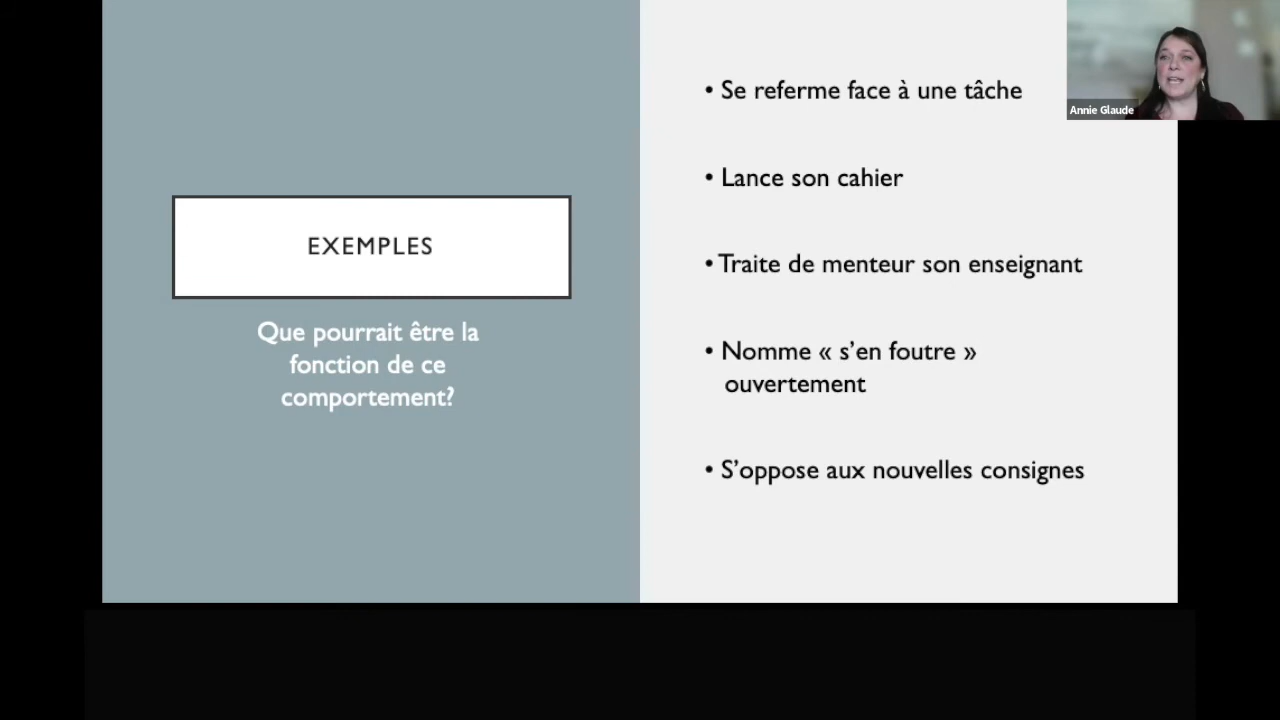 EXEMPLES
Que pourrait être la
fonction de ce
comportement?
• Se referme face à une tâche
• Lance son cahier
• Traite de menteur son enseignant
• Nomme « s’en foutre »
ouvertement
• S’oppose aux nouvelles consignes
Annie Glaude